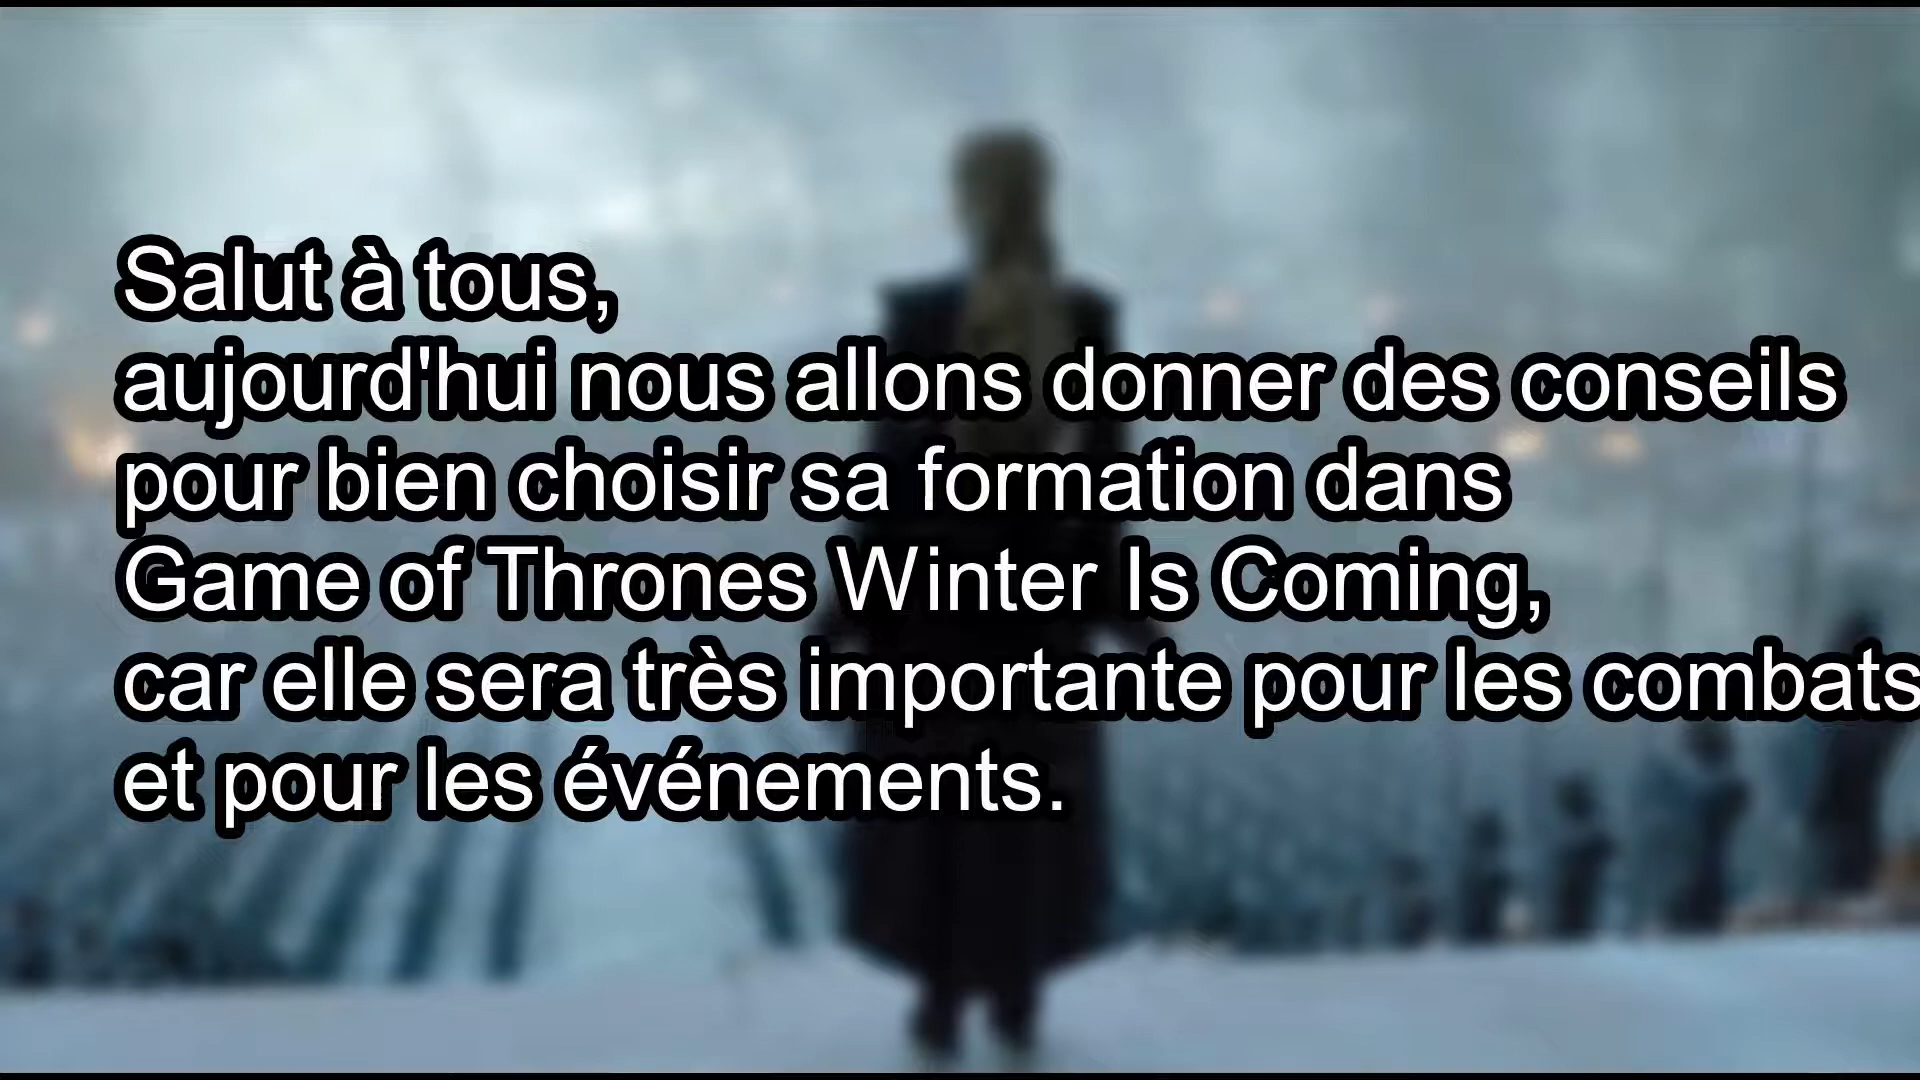 Salut à tous,
aujourd'hui nous allons donner des conseils
pour bien choisir sa formation dans
Game of Thrones Winter Is Coming,
car elle sera très importante pour les combats
et pour les événements.